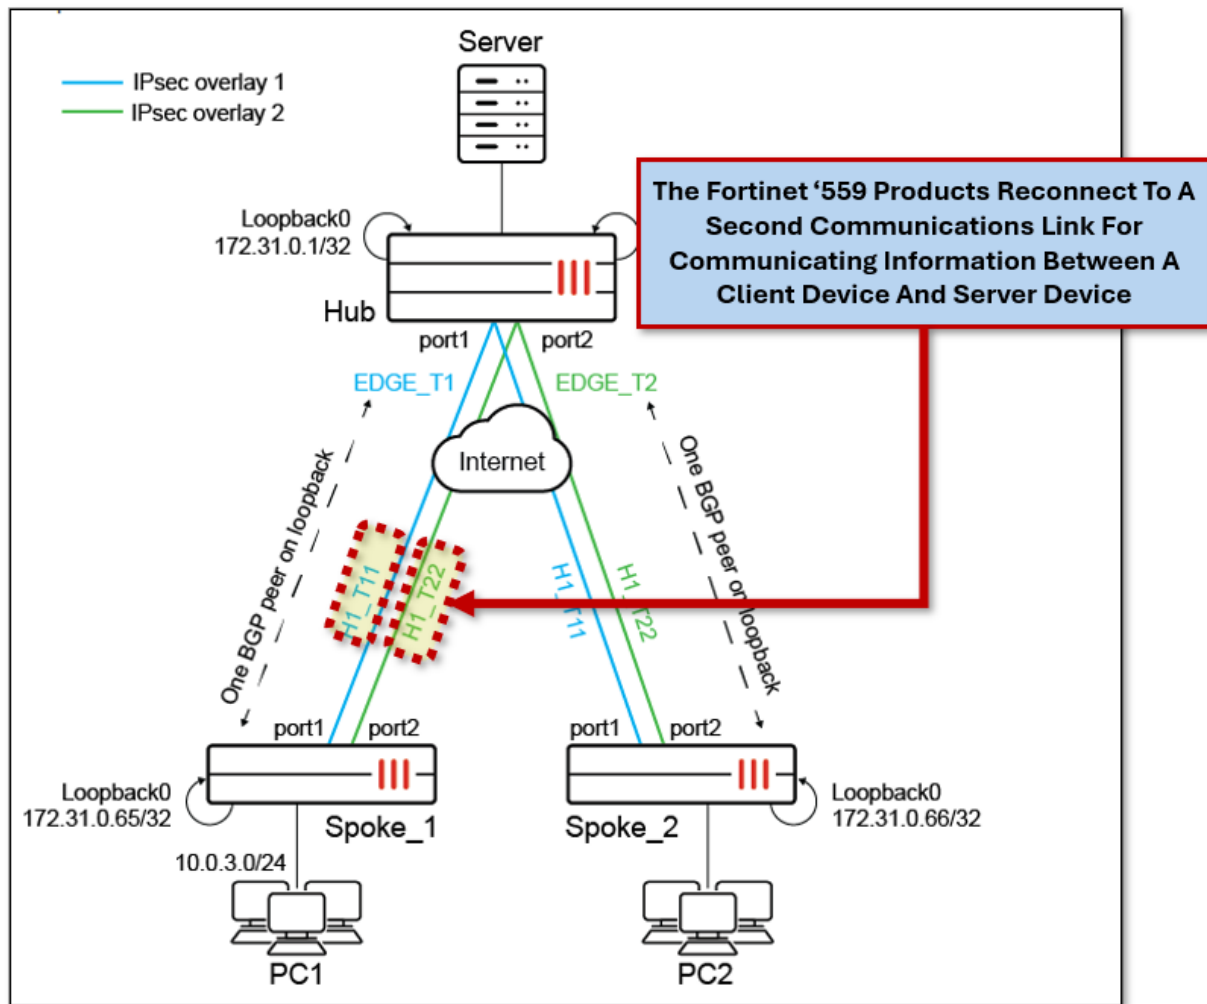 Server
IPsec overlay 1
IPsec overlay 2
The Fortinet ‘559 Products Reconnect To A
Second Communications Link For
Communicating Information Between A
Client Device And Server Device
Loopback0
172.31.0.1/32
Hub
port1
port2
EDGE_T1
EDGE_T2
Internet
One BGP peer on loopback
One BGP peer on loopback
H1_T11
H1_T22
H1_T11
H1_T22
port1
port2
port1
port2
Loopback0
172.31.0.65/32
Spoke_1
Spoke_2
Loopback0
172.31.0.66/32
10.0.3.0/24
PC1
PC2